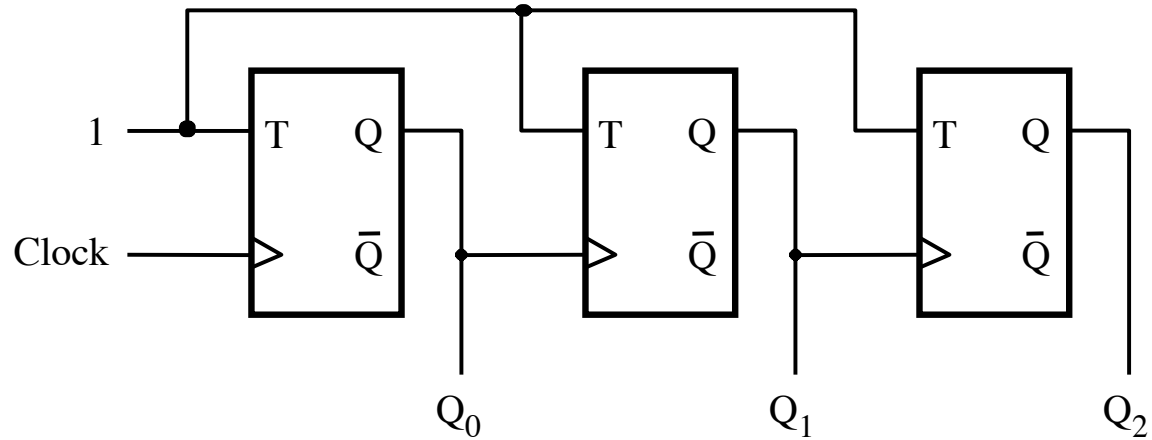 1 T Q T Q T Q
Clock Q̅ Q̅ Q̅
Q₀ Q₁ Q₂